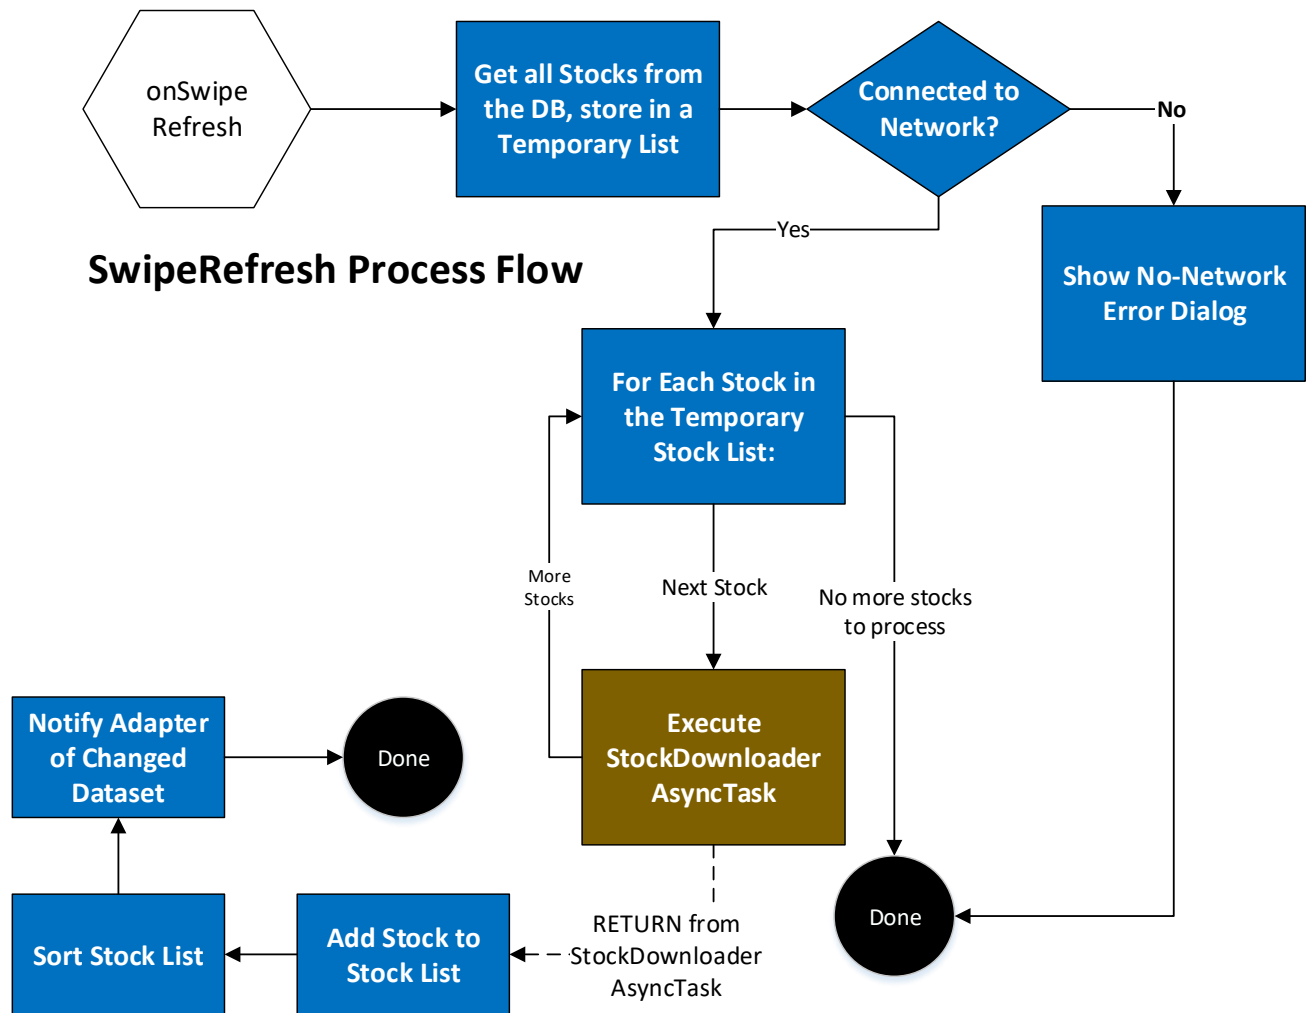 onSwipe
Refresh
Get all Stocks from
the DB, store in a
Temporary List
Connected to
Network?
No
Yes
SwipeRefresh Process Flow
Show No-Network
Error Dialog
For Each Stock in
the Temporary
Stock List:
More
Stocks
Next Stock
No more stocks
to process
Execute
StockDownloader
AsyncTask
Notify Adapter
of Changed
Dataset
Done
RETURN from
StockDownloader
AsyncTask
Add Stock to
Stock List
Sort Stock List
Done